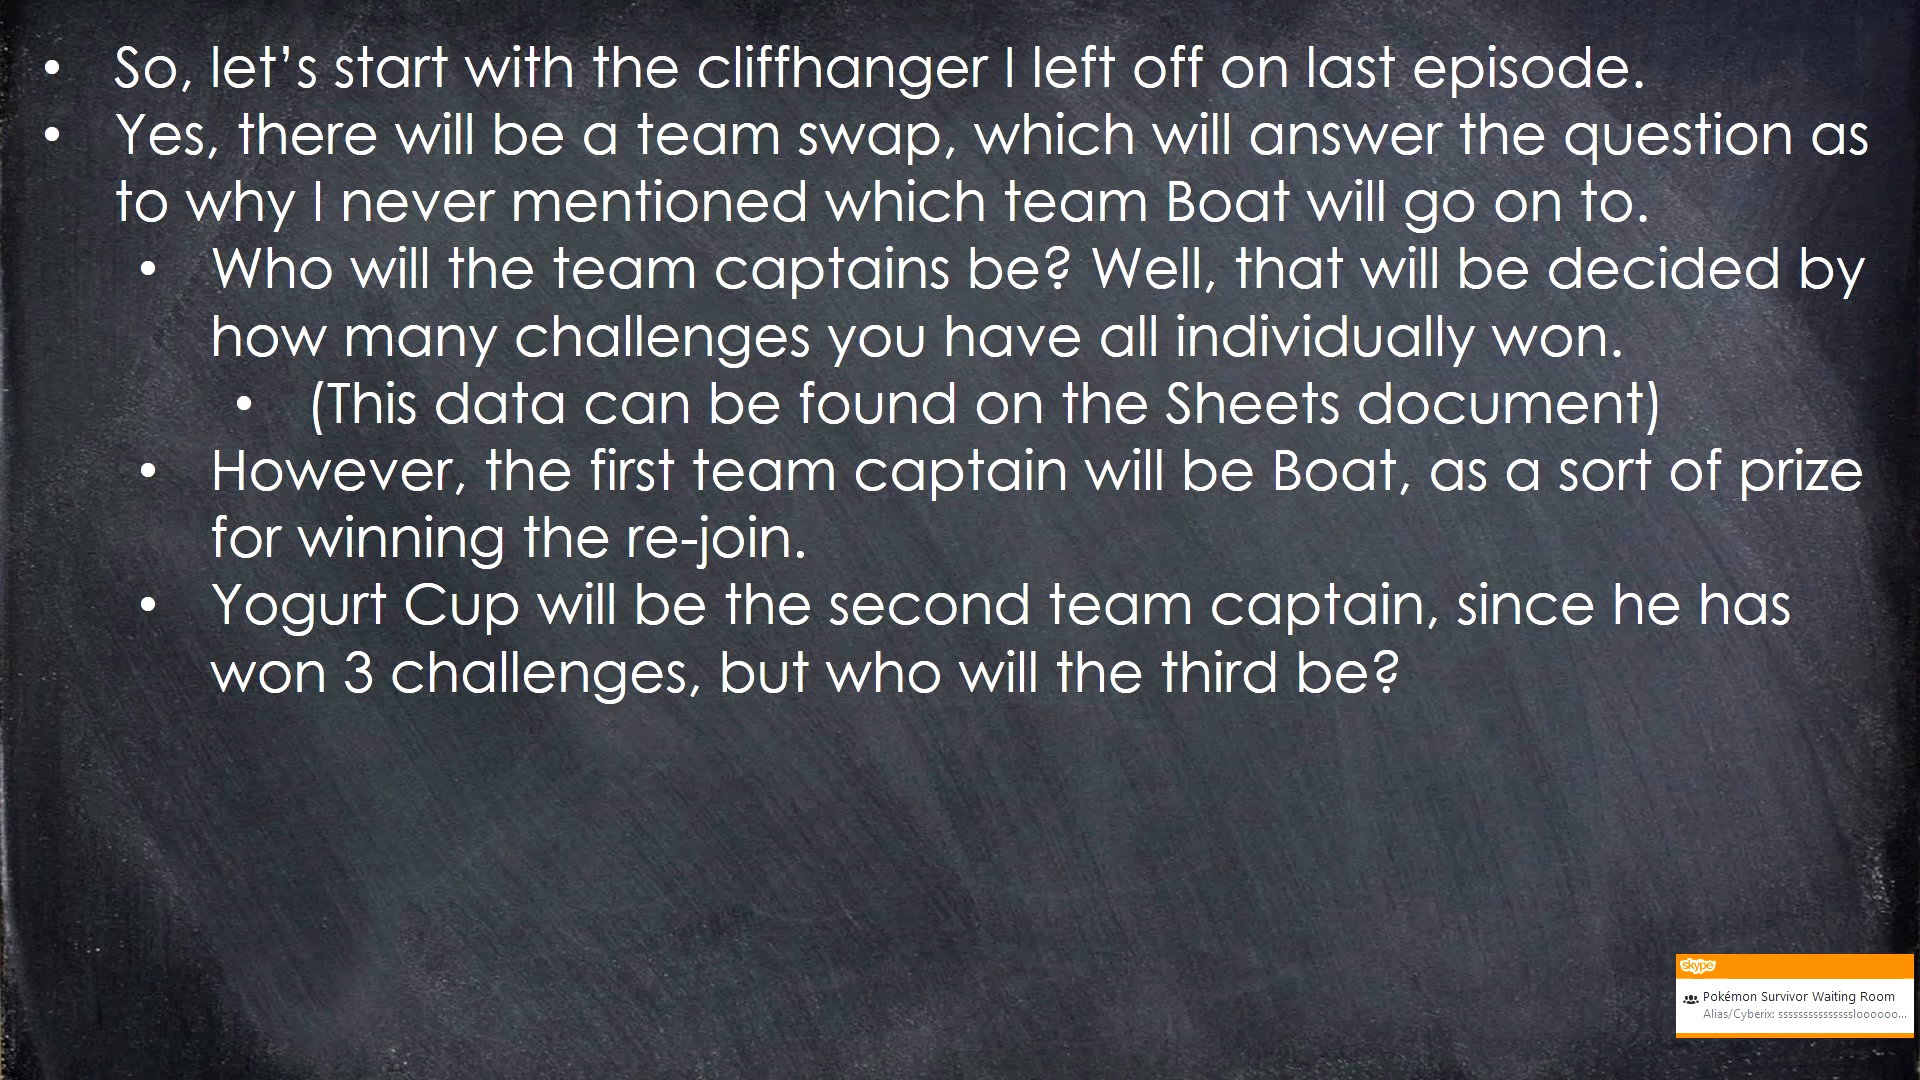 • So, let’s start with the cliffhanger I left off on last episode.
• Yes, there will be a team swap, which will answer the question as
to why I never mentioned which team Boat will go on to.
• Who will the team captains be? Well, that will be decided by
how many challenges you have all individually won.
• (This data can be found on the Sheets document)
• However, the first team captain will be Boat, as a sort of prize
for winning the re-join.
• Yogurt Cup will be the second team captain, since he has
won 3 challenges, but who will the third be?
skype
Pokémon Survivor Waiting Room
Alias/Cyberix: sssssssssssssssloooooo...